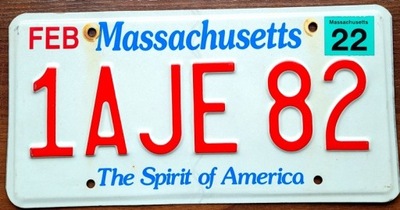 FEB Massachusetts
Massachusetts
22
1AJE 82
The Spirit of America